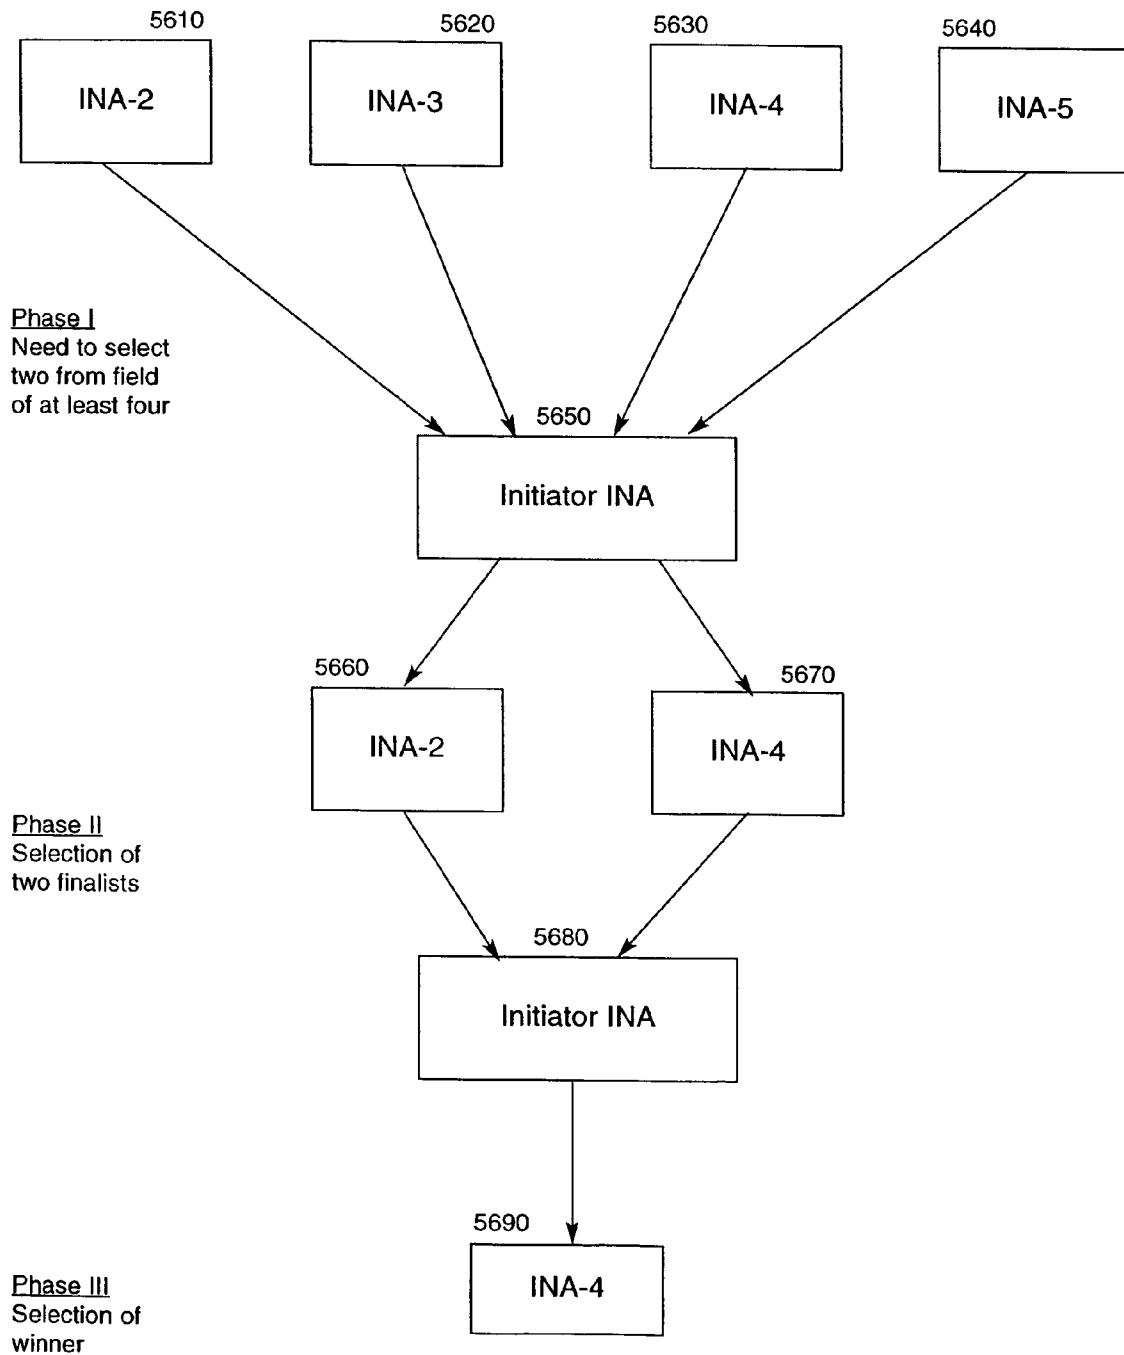 5610
5620
5630
5640
INA-2
INA-3
INA-4
INA-5
Phase I
Need to select
two from field
of at least four
5650
Initiator INA
5660
5670
INA-2
INA-4
Phase II
Selection of
two finalists
5680
Initiator INA
5690
INA-4
Phase III
Selection of
winner